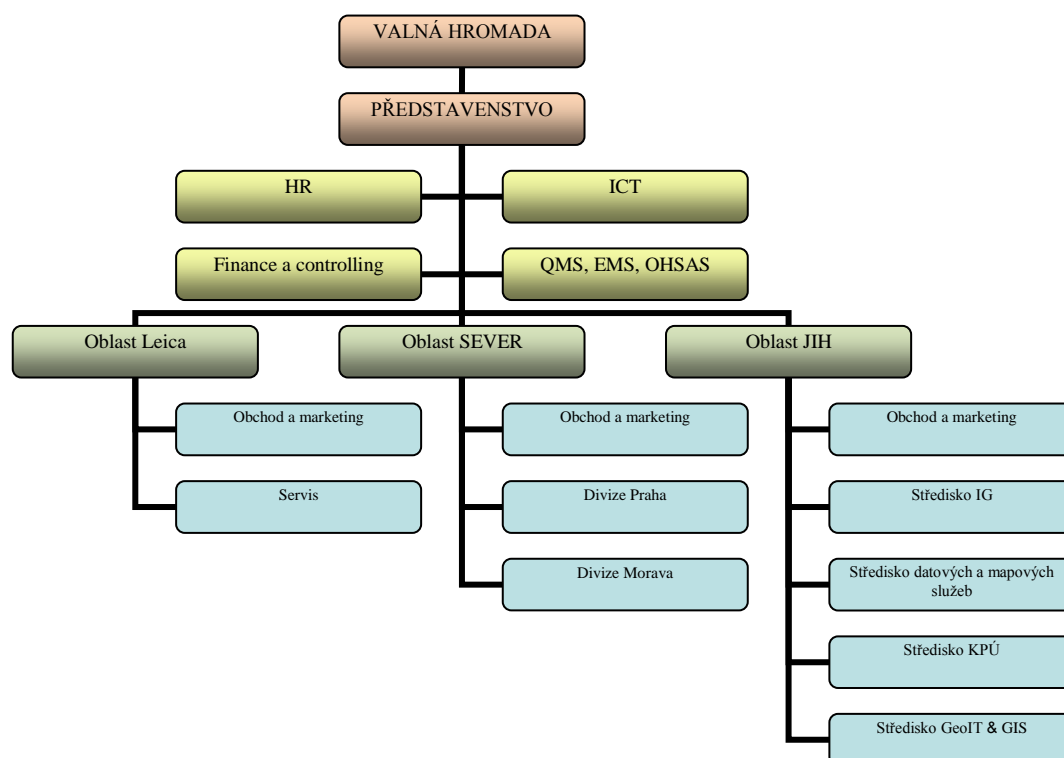 VALNÁ HROMADA
PŘEDSTAVENSTVO
HR
ICT
Finance a controlling
QMS, EMS, OHSAS
Oblast Leica
Oblast SEVER
Oblast JIH
Obchod a marketing
Obchod a marketing
Obchod a marketing
Servis
Divize Praha
Středisko IG
Divize Morava
Středisko datových a mapových
služeb
Středisko KPÚ
Středisko GeoIT & GIS